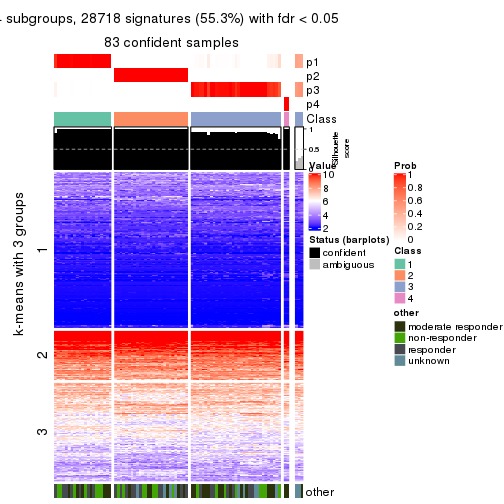 subgroups, 28718 signatures (55.3%) with fdr < 0.05
83 confident samples
p1
p2
p3
p4
Class
1
0.5
0
Silhouette
score
k-means with 3 groups
1
2
3
other
Value
10
8
6
4
2
Status (barplots)
confident
ambiguous
Prob
1
0.8
0.6
0.4
0.2
0
Class
1
2
3
4
other
moderate responder
non-responder
responder
unknown